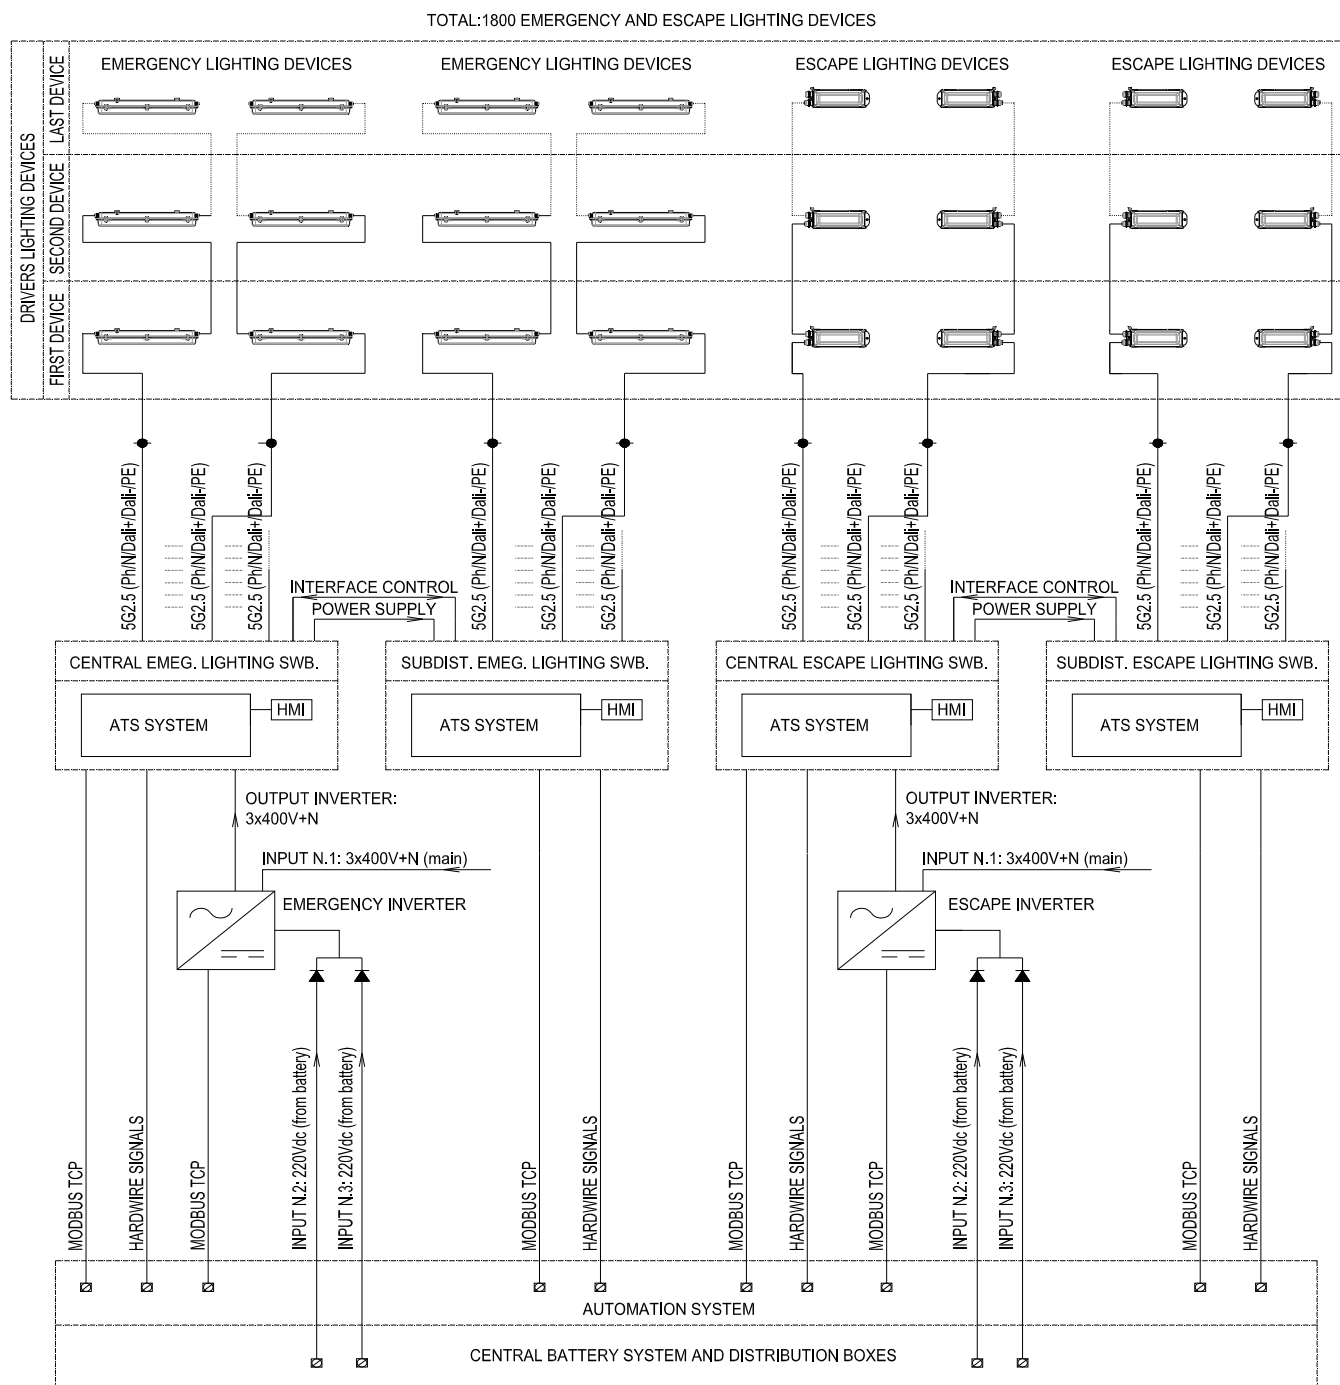 TOTAL:1800 EMERGENCY AND ESCAPE LIGHTING DEVICES
EMERGENCY LIGHTING DEVICES
EMERGENCY LIGHTING DEVICES
ESCAPE LIGHTING DEVICES
ESCAPE LIGHTING DEVICES
DRIVERS LIGHTING DEVICES
LAST DEVICE
SECOND DEVICE
FIRST DEVICE
5G2.5 (Ph/N/Dali+/Dali-/PE)
5G2.5 (Ph/N/Dali+/Dali-/PE)
5G2.5 (Ph/N/Dali+/Dali-/PE)
5G2.5 (Ph/N/Dali+/Dali-/PE)
5G2.5 (Ph/N/Dali+/Dali-/PE)
5G2.5 (Ph/N/Dali+/Dali-/PE)
5G2.5 (Ph/N/Dali+/Dali-/PE)
5G2.5 (Ph/N/Dali+/Dali-/PE)
5G2.5 (Ph/N/Dali+/Dali-/PE)
5G2.5 (Ph/N/Dali+/Dali-/PE)
5G2.5 (Ph/N/Dali+/Dali-/PE)
5G2.5 (Ph/N/Dali+/Dali-/PE)
INTERFACE CONTROL
POWER SUPPLY
INTERFACE CONTROL
POWER SUPPLY
CENTRAL EMEG. LIGHTING SWB.
SUBDIST. EMEG. LIGHTING SWB.
CENTRAL ESCAPE LIGHTING SWB.
SUBDIST. ESCAPE LIGHTING SWB.
ATS SYSTEM
HMI
ATS SYSTEM
HMI
ATS SYSTEM
HMI
ATS SYSTEM
HMI
OUTPUT INVERTER:
3x400V+N
OUTPUT INVERTER:
3x400V+N
INPUT N.1: 3x400V+N (main)
INPUT N.1: 3x400V+N (main)
EMERGENCY INVERTER
ESCAPE INVERTER
MODBUS TCP
HARDWIRE SIGNALS
MODBUS TCP
INPUT N.2: 220Vdc (from battery)
INPUT N.3: 220Vdc (from battery)
MODBUS TCP
HARDWIRE SIGNALS
MODBUS TCP
HARDWIRE SIGNALS
MODBUS TCP
INPUT N.2: 220Vdc (from battery)
INPUT N.3: 220Vdc (from battery)
MODBUS TCP
HARDWIRE SIGNALS
AUTOMATION SYSTEM
CENTRAL BATTERY SYSTEM AND DISTRIBUTION BOXES